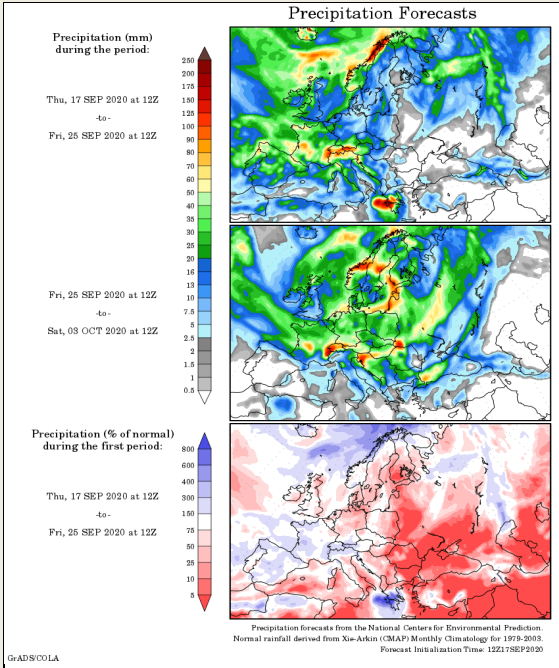 Precipitation Forecasts
Precipitation (mm)
during the period:
Thu, 17 SEP 2020 at 12Z
-to-
Fri, 25 SEP 2020 at 12Z
250
200
175
150
125
100
90
80
70
60
50
40
35
30
25
20
16
13
10
7.5
5
2.5
2
1.5
1
0.5
Fri, 25 SEP 2020 at 12Z
-to-
Sat, 03 OCT 2020 at 12Z
Precipitation (% of normal)
during the first period:
Thu, 17 SEP 2020 at 12Z
-to-
Fri, 25 SEP 2020 at 12Z
800
600
400
300
150
75
50
25
10
5
Precipitation forecasts from the National Centers for Environmental Prediction.
Normal rainfall derived from Xie-Arkin (CMAP) Monthly Climatology for 1979-2003.
Forecast Initialization Time: 12Z17SEP2020
GrADS/COLA